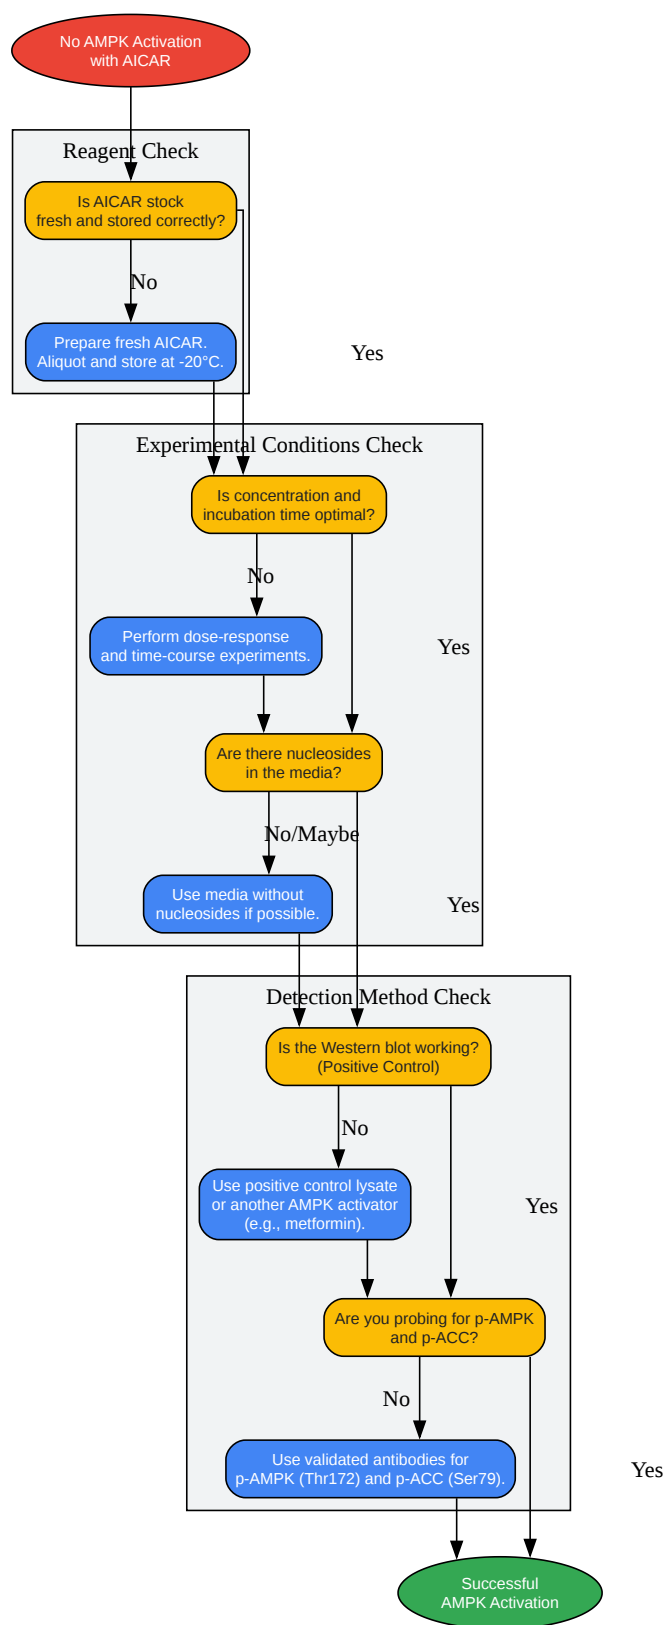 No AMPK Activation
with AICAR
Reagent Check
Is AICAR stock
fresh and stored correctly?
No
Prepare fresh AICAR.
Aliquot and store at -20°C.
Yes
Experimental Conditions Check
Is concentration and
incubation time optimal?
No
Perform dose-response
and time-course experiments.
Yes
Are there nucleosides
in the media?
No/Maybe
Use media without
nucleosides if possible.
Yes
Detection Method Check
Is the Western blot working?
(Positive Control)
No
Use positive control lysate
or another AMPK activator
(e.g., metformin).
Yes
Are you probing for p-AMPK
and p-ACC?
No
Use validated antibodies for
p-AMPK (Thr172) and p-ACC (Ser79).
Yes
Successful
AMPK Activation